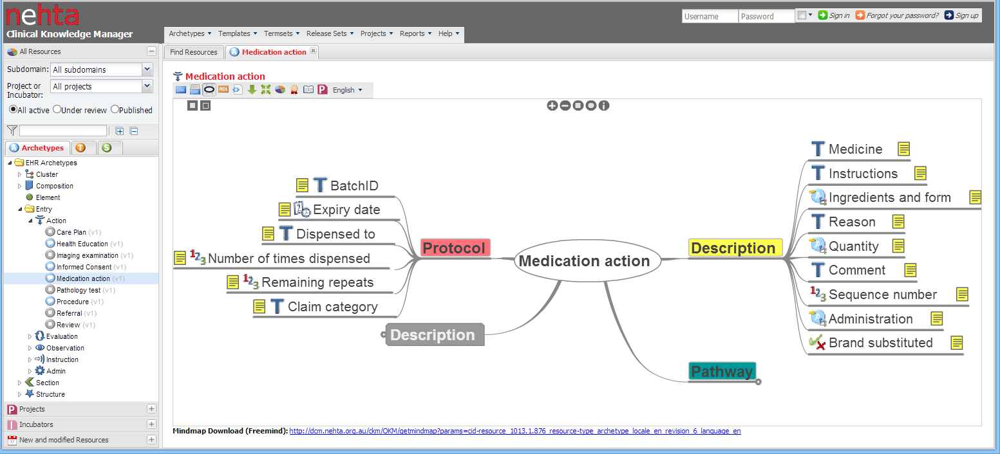 nehta
Clinical Knowledge Manager
Username
Password
Sign in
Forgot your password?
Sign up
Archetypes
Templates
Termsets
Release Sets
Projects
Reports
Help
All Resources
Subdomain:
All subdomains
Project or
Incubator:
All projects
All active
Under review
Published
A Archetypes
T
S
EHR Archetypes
Cluster
Composition
Element
Entry
Action
Care Plan (v1)
Health Education (v1)
Imaging examination (v1)
Informed Consent (v1)
Medication action (v1)
Pathology test (v1)
Procedure (v1)
Referral (v1)
Review (v1)
Evaluation
Observation
Instruction
Admin
Section
Structure
P Projects
I Incubators
17 New and modified Resources
Find Resources
A Medication action
Medication action
ADL
P
English
BatchID
Expiry date
Dispensed to
Number of times dispensed
Remaining repeats
Claim category
Protocol
Description
Medication action
Description
Pathway
Medicine
Instructions
Ingredients and form
Reason
Quantity
Comment
Sequence number
Administration
Brand substituted
Mindmap Download (Freemind): http://dcm.nehta.org.au/ckm/OKM/getmindmap?params=cid-resource_1013.1.876_resource-type_archetype_locale_en_revision_6_language_en